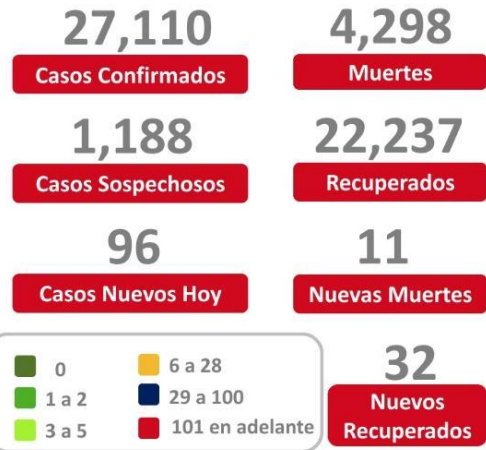 27,110
Casos Confirmados
4,298
Muertes
1,188
Casos Sospechosos
22,237
Recuperados
96
Casos Nuevos Hoy
11
Nuevas Muertes
0
1 a 2
3 a 5
6 a 28
29 a 100
101 en adelante
32
Nuevos
Recuperados